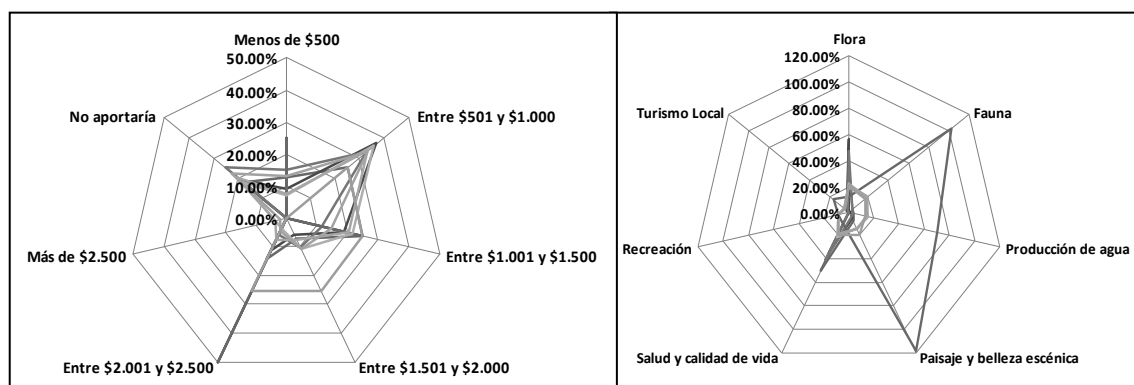 Menos de $500
50.00%
40.00%
30.00%
20.00%
10.00%
0.00%
Entre $501 y $1.000
Entre $1.001 y $1.500
Entre $1.501 y $2.000
Entre $2.001 y $2.500
Más de $2.500
No aportaría
Flora
120.00%
100.00%
80.00%
60.00%
40.00%
20.00%
0.00%
Fauna
Producción de agua
Paisaje y belleza escénica
Salud y calidad de vida
Recreación
Turismo Local